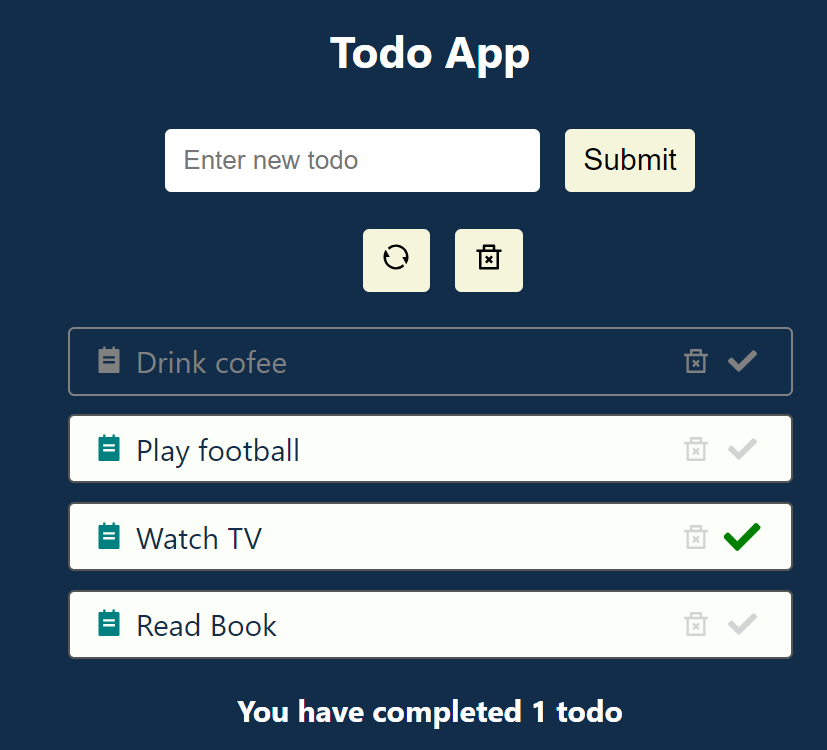 Todo App
Enter new todo
Submit
Drink cofee
Play football
Watch TV
Read Book
You have completed 1 todo